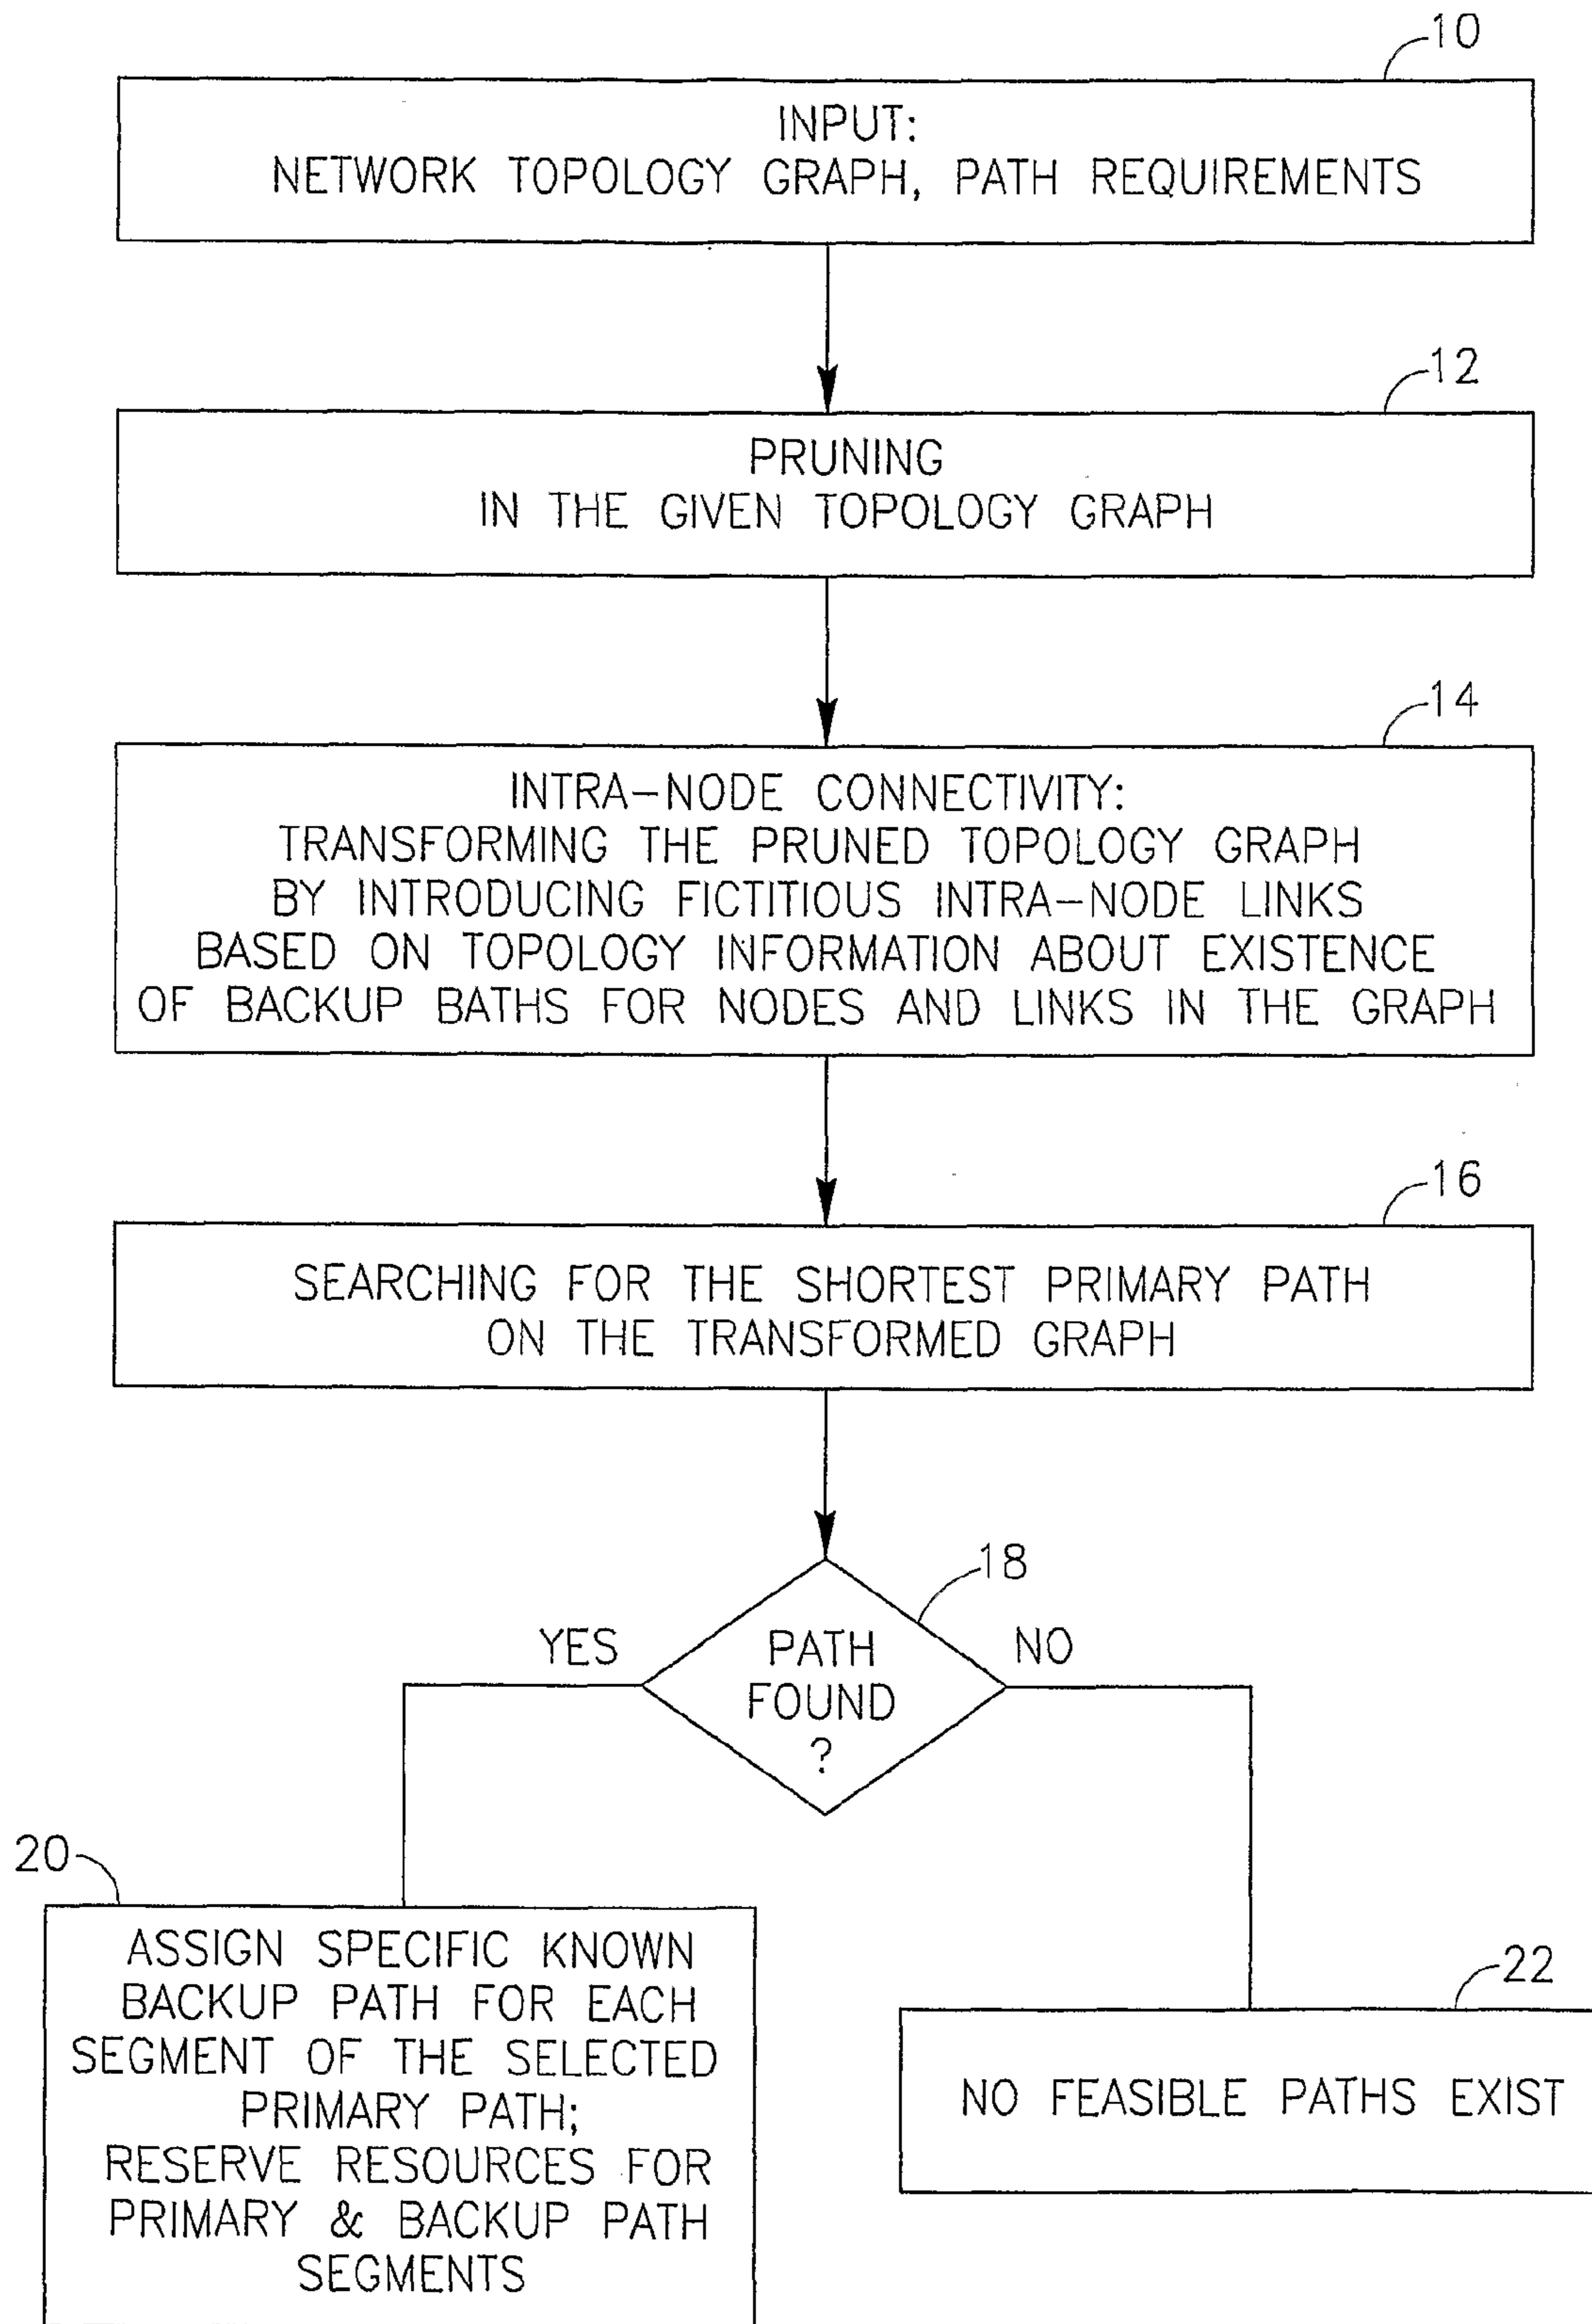 10
INPUT:
NETWORK TOPOLOGY GRAPH, PATH REQUIREMENTS
12
PRUNING
IN THE GIVEN TOPOLOGY GRAPH
14
INTRA-NODE CONNECTIVITY:
TRANSFORMING THE PRUNED TOPOLOGY GRAPH
BY INTRODUCING FICTITIOUS INTRA-NODE LINKS
BASED ON TOPOLOGY INFORMATION ABOUT EXISTENCE
OF BACKUP BATHS FOR NODES AND LINKS IN THE GRAPH
16
SEARCHING FOR THE SHORTEST PRIMARY PATH
ON THE TRANSFORMED GRAPH
18
YES
PATH
FOUND
?
NO
20
ASSIGN SPECIFIC KNOWN
BACKUP PATH FOR EACH
SEGMENT OF THE SELECTED
PRIMARY PATH;
RESERVE RESOURCES FOR
PRIMARY & BACKUP PATH
SEGMENTS
22
NO FEASIBLE PATHS EXIST